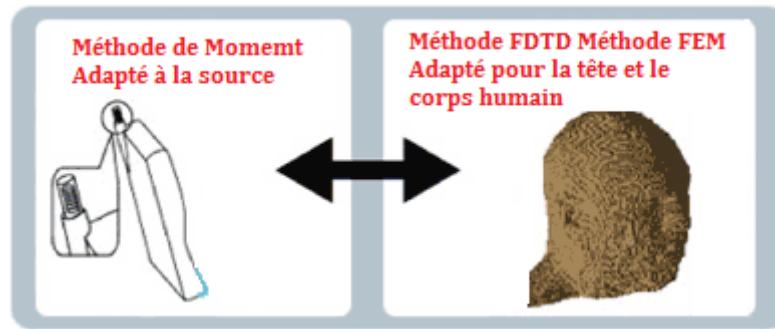 Méthode de Momemt
Adapté à la source
Méthode FDTD Méthode FEM
Adapté pour la tête et le
corps humain